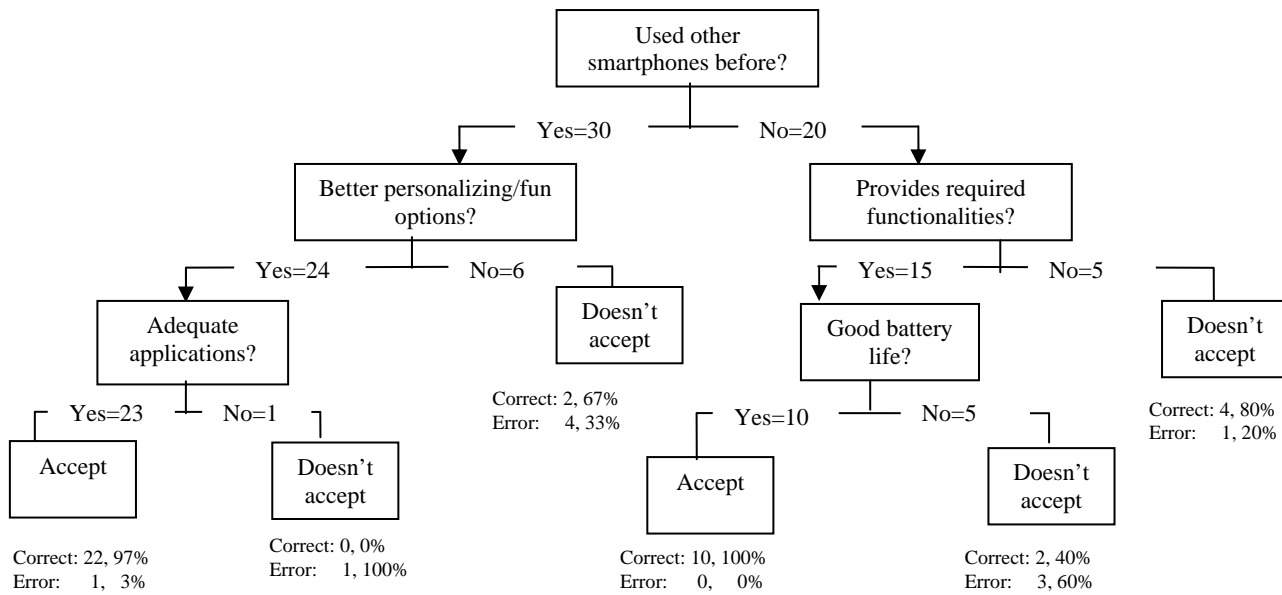 Used other
smartphones before?
Yes=30
No=20
Better personalizing/fun
options?
Provides required
functionalities?
Yes=24
No=6
Yes=15
No=5
Adequate
applications?
Doesn’t
accept
Good battery
life?
Doesn’t
accept
Correct: 2, 67%
Error: 4, 33%
Correct: 4, 80%
Error: 1, 20%
Yes=23
No=1
Yes=10
No=5
Accept
Doesn’t
accept
Accept
Doesn’t
accept
Correct: 22, 97%
Error: 1, 3%
Correct: 0, 0%
Error: 1, 100%
Correct: 10, 100%
Error: 0, 0%
Correct: 2, 40%
Error: 3, 60%